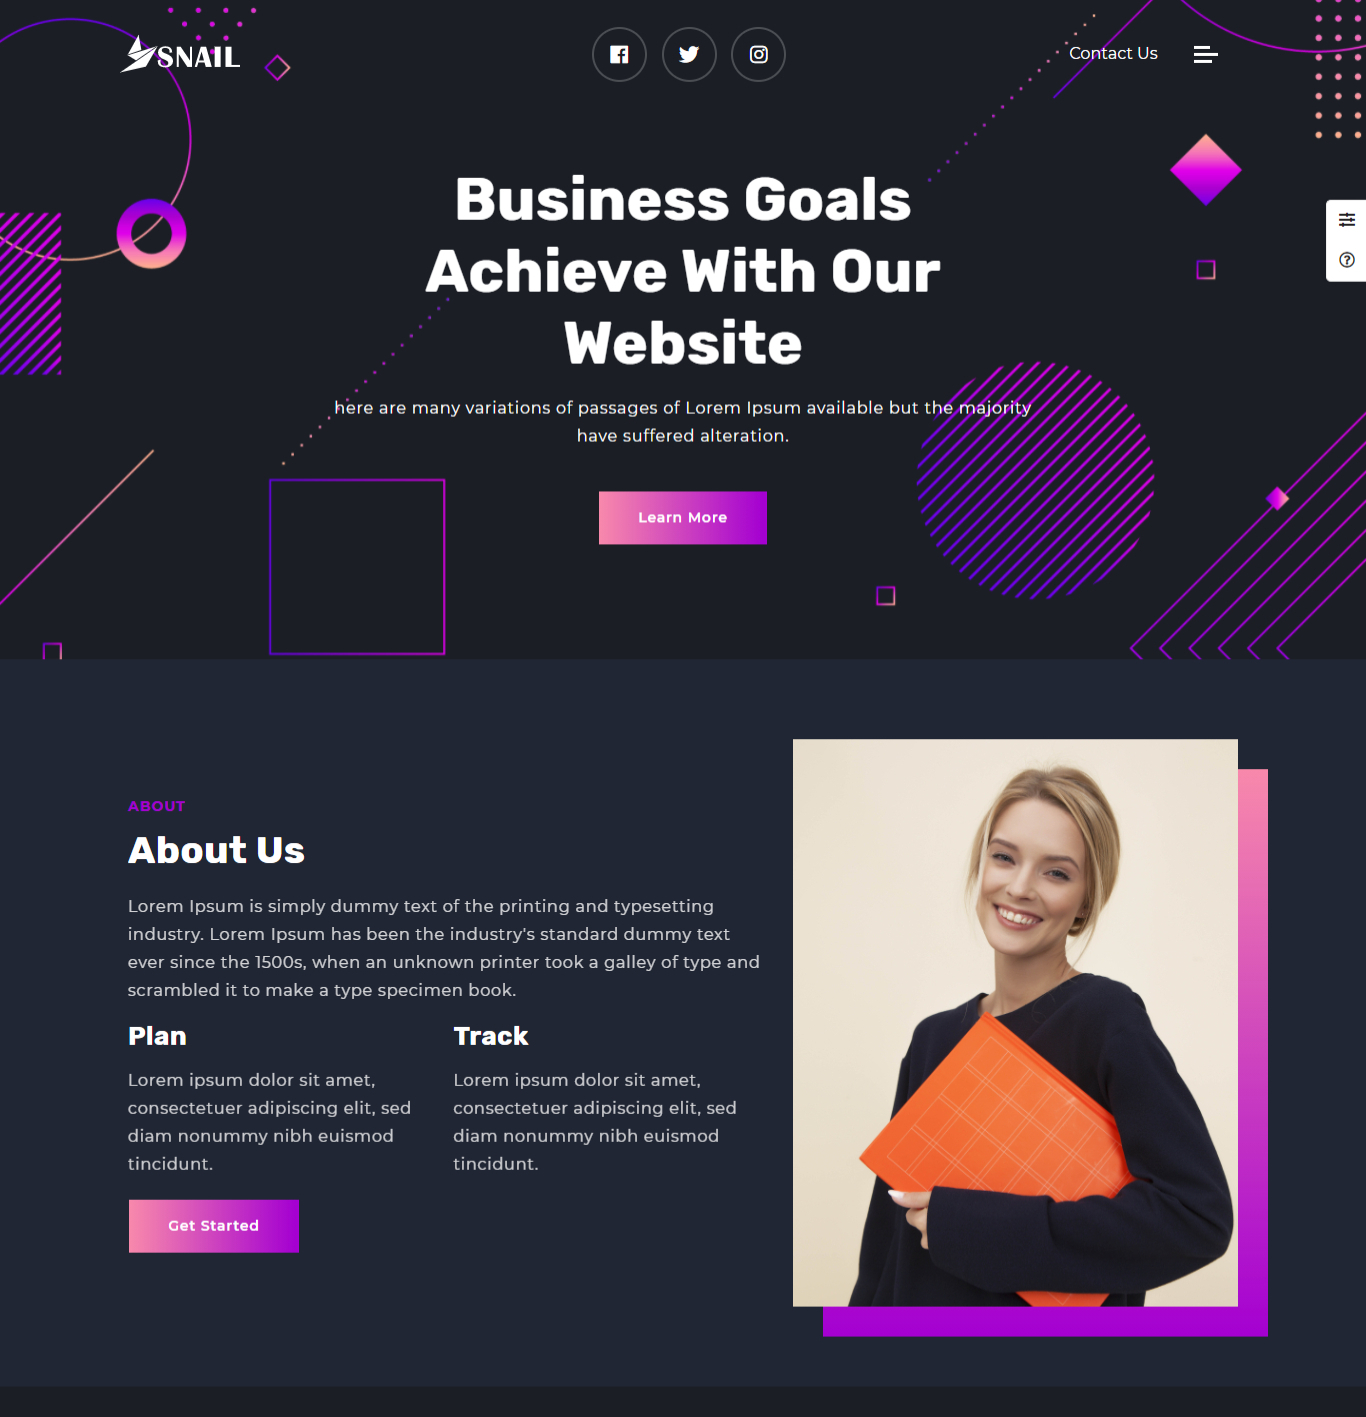 SNAIL
Contact Us
Business Goals
Achieve With Our
Website
here are many variations of passages of Lorem Ipsum available but the majority
have suffered alteration.
Learn More
ABOUT
About Us
Lorem Ipsum is simply dummy text of the printing and typesetting
industry. Lorem Ipsum has been the industry's standard dummy text
ever since the 1500s, when an unknown printer took a galley of type and
scrambled it to make a type specimen book.
Plan
Lorem ipsum dolor sit amet,
consectetuer adipiscing elit, sed
diam nonummy nibh euismod
tincidunt.
Track
Lorem ipsum dolor sit amet,
consectetuer adipiscing elit, sed
diam nonummy nibh euismod
tincidunt.
Get Started